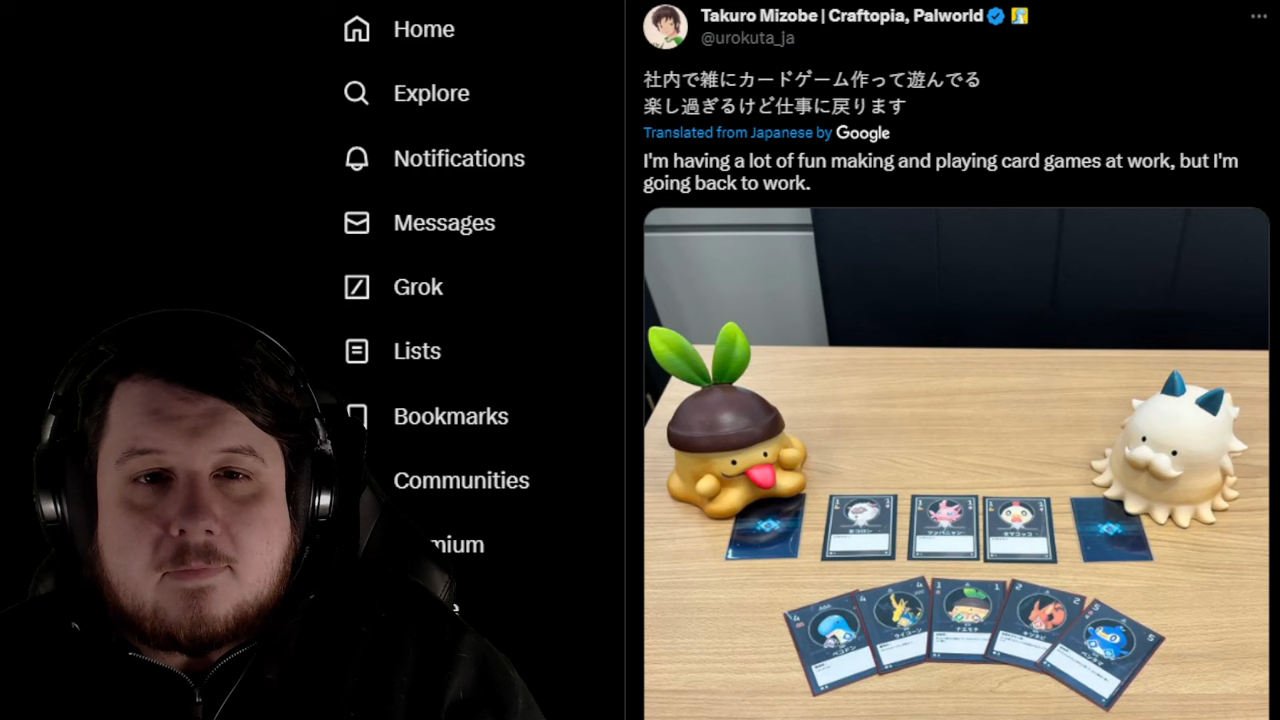 Home
Explore
Notifications
Messages
Grok
Lists
Bookmarks
Communities
mium
e
Takuro Mizobe | Craftopia, Palworld
@urokuta_ja
社内で雑にカードゲーム作って遊んでる
楽し過ぎるけど仕事に戻ります
Translated from Japanese by Google
I'm having a lot of fun making and playing card games at work, but I'm
going back to work.